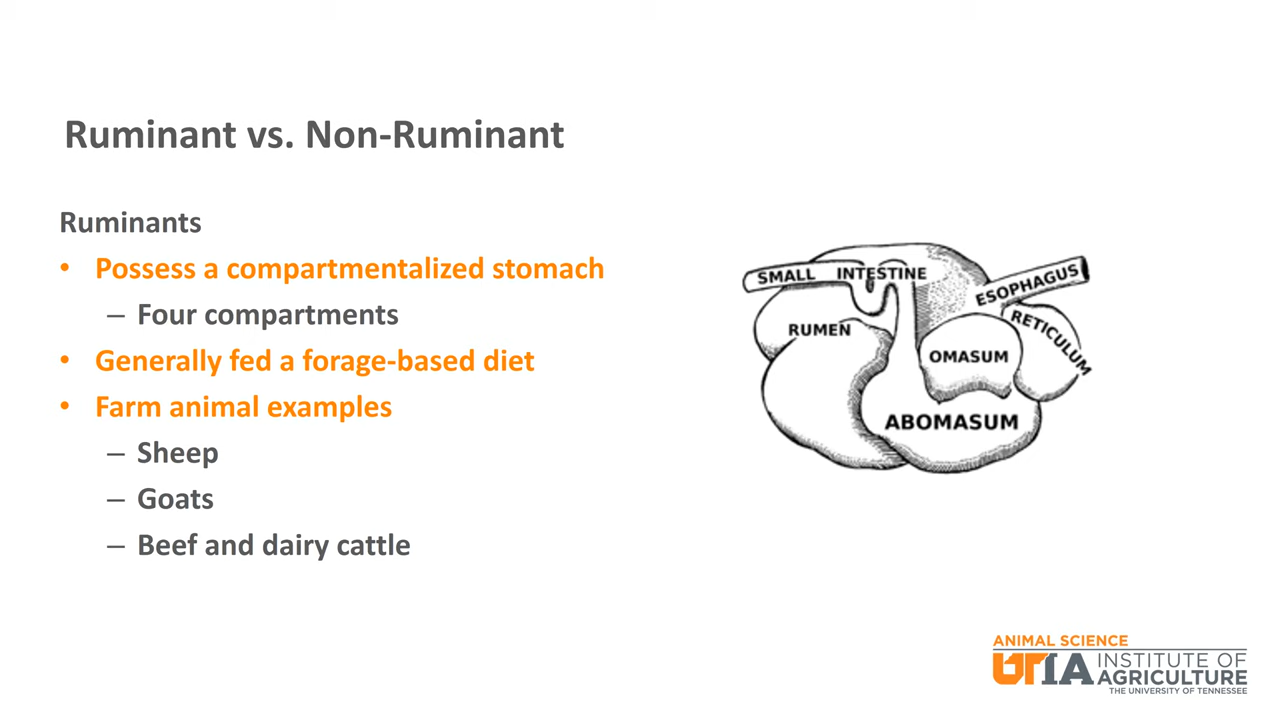 Ruminant vs. Non-Ruminant
Ruminants
• Possess a compartmentalized stomach
– Four compartments
• Generally fed a forage-based diet
• Farm animal examples
– Sheep
– Goats
– Beef and dairy cattle
SMALL INTESTINE
ESOPHAGUS
RUMEN
RETICULUM
OMASUM
ABOMASUM
ANIMAL SCIENCE
UTIA INSTITUTE OF
AGRICULTURE
THE UNIVERSITY OF TENNESSEE